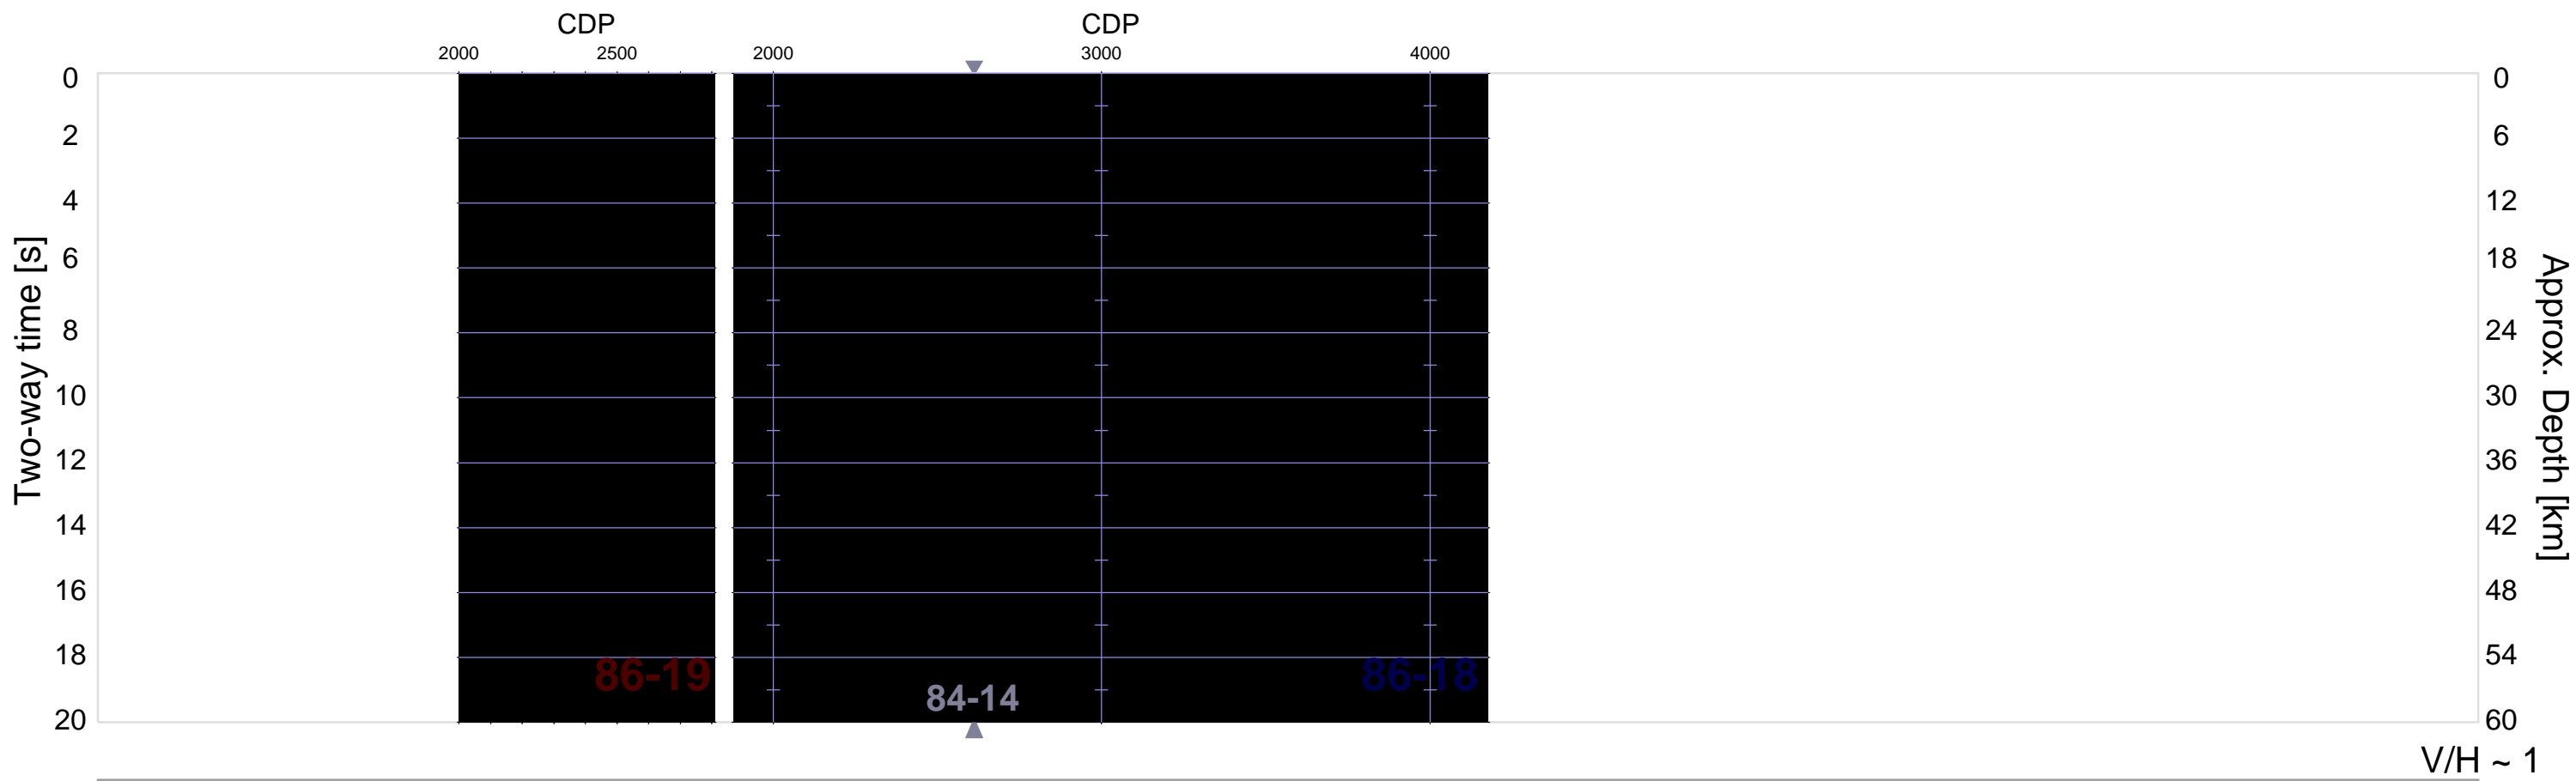 CDP CDP
2000 2500 2000 3000 4000
0 0
2 6
4 12
6 18
8 24
10 30
12 36
14 42
16 48
18 54
20 60
Two-way time [s]
Approx. Depth [km]
86-19
84-14
86-18
V/H ~ 1